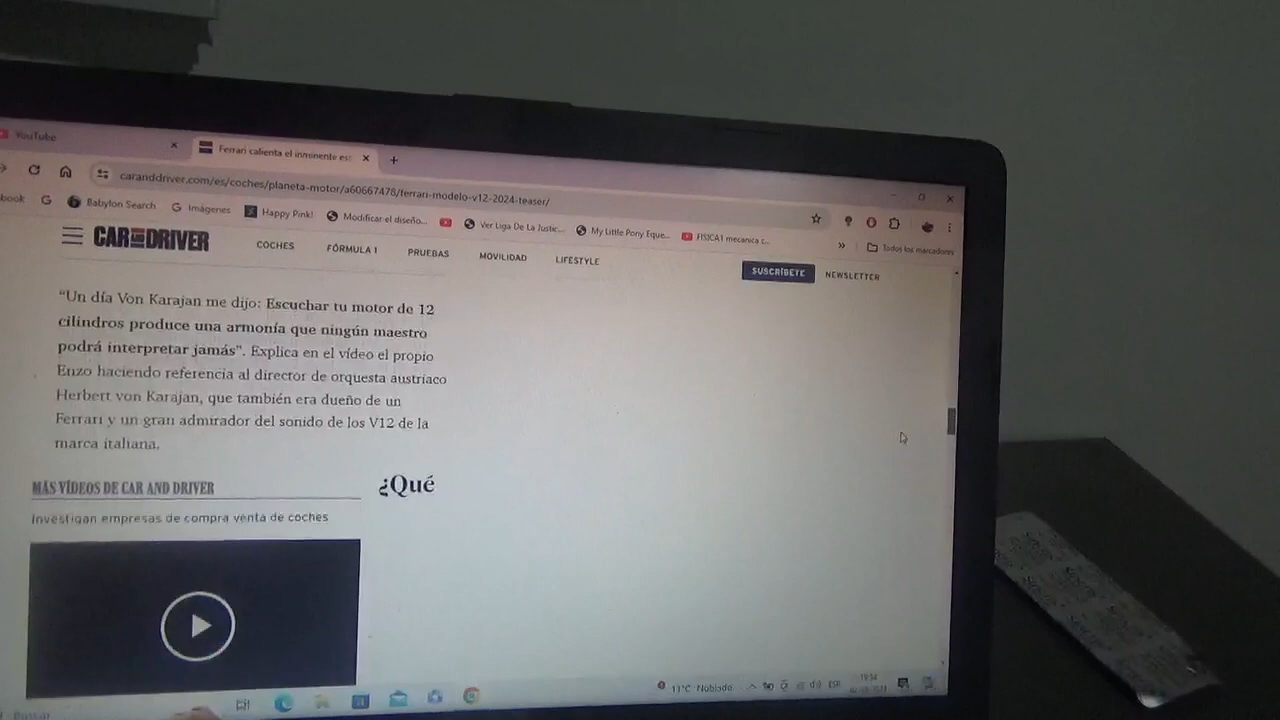 YouTube
Ferrari calienta el inminente es
caranddriver.com/es/coches/planeta-motor/a60667476/ferrari-modelo-v12-2024-teaser/
book
Babylon Search
Imágenes
Happy Pink!
Modificar el diseño...
Ver Liga De La Justic...
My Little Pony Eque...
FISICA1 mecanica c...
»
Todos los marcadores
CAR AND DRIVER
COCHES
FÓRMULA 1
PRUEBAS
MOVILIDAD
LIFESTYLE
SUSCRÍBETE
NEWSLETTER
“Un día Von Karajan me dijo: Escuchar tu motor de 12
cilindros produce una armonía que ningún maestro
podrá interpretar jamás”. Explica en el vídeo el propio
Enzo haciendo referencia al director de orquesta austriaco
Herbert von Karajan, que también era dueño de un
Ferrari y un gran admirador del sonido de los V12 de la
marca italiana.
MÁS VÍDEOS DE CAR AND DRIVER
¿Qué
Investigan empresas de compra venta de coches
Buscar
11°C Nublado
ESP